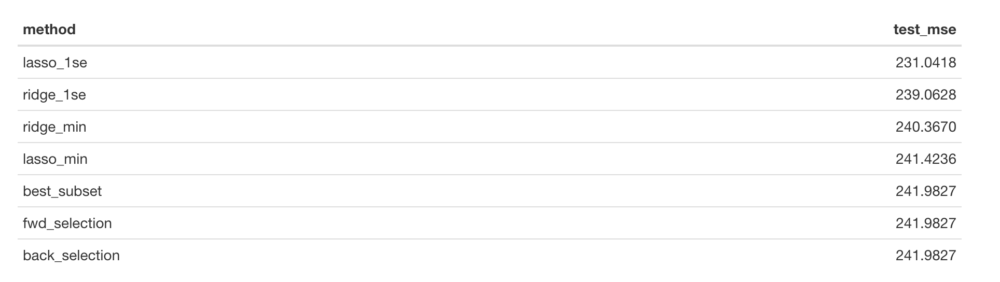 method test_mse
lasso_1se 231.0418
ridge_1se 239.0628
ridge_min 240.3670
lasso_min 241.4236
best_subset 241.9827
fwd_selection 241.9827
back_selection 241.9827